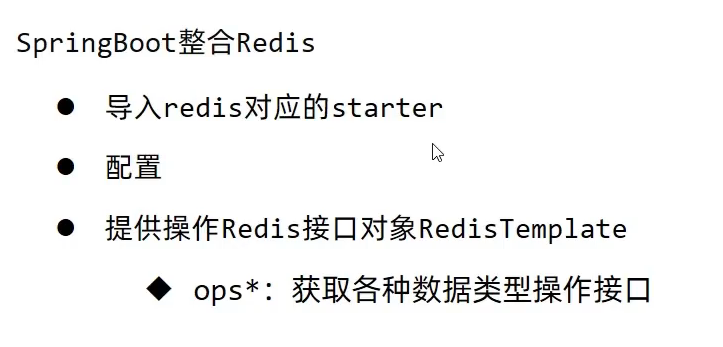 SpringBoot整合Redis
● 导入redis对应的starter
● 配置
● 提供操作Redis接口对象RedisTemplate
◆ ops*: 获取各种数据类型操作接口